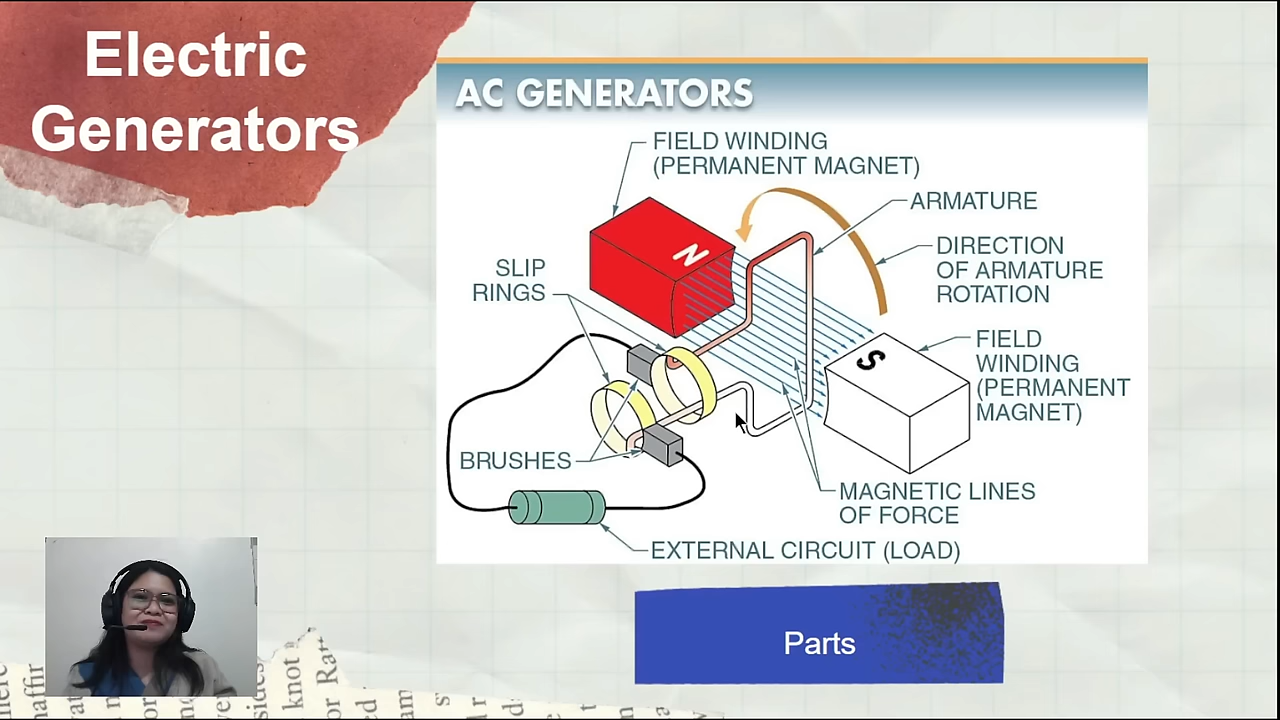 Electric
Generators
AC GENERATORS
FIELD WINDING
(PERMANENT MAGNET)
ARMATURE
DIRECTION
OF ARMATURE
ROTATION
SLIP
RINGS
N
S
FIELD
WINDING
(PERMANENT
MAGNET)
BRUSHES
MAGNETIC LINES
OF FORCE
EXTERNAL CIRCUIT (LOAD)
Parts
knot